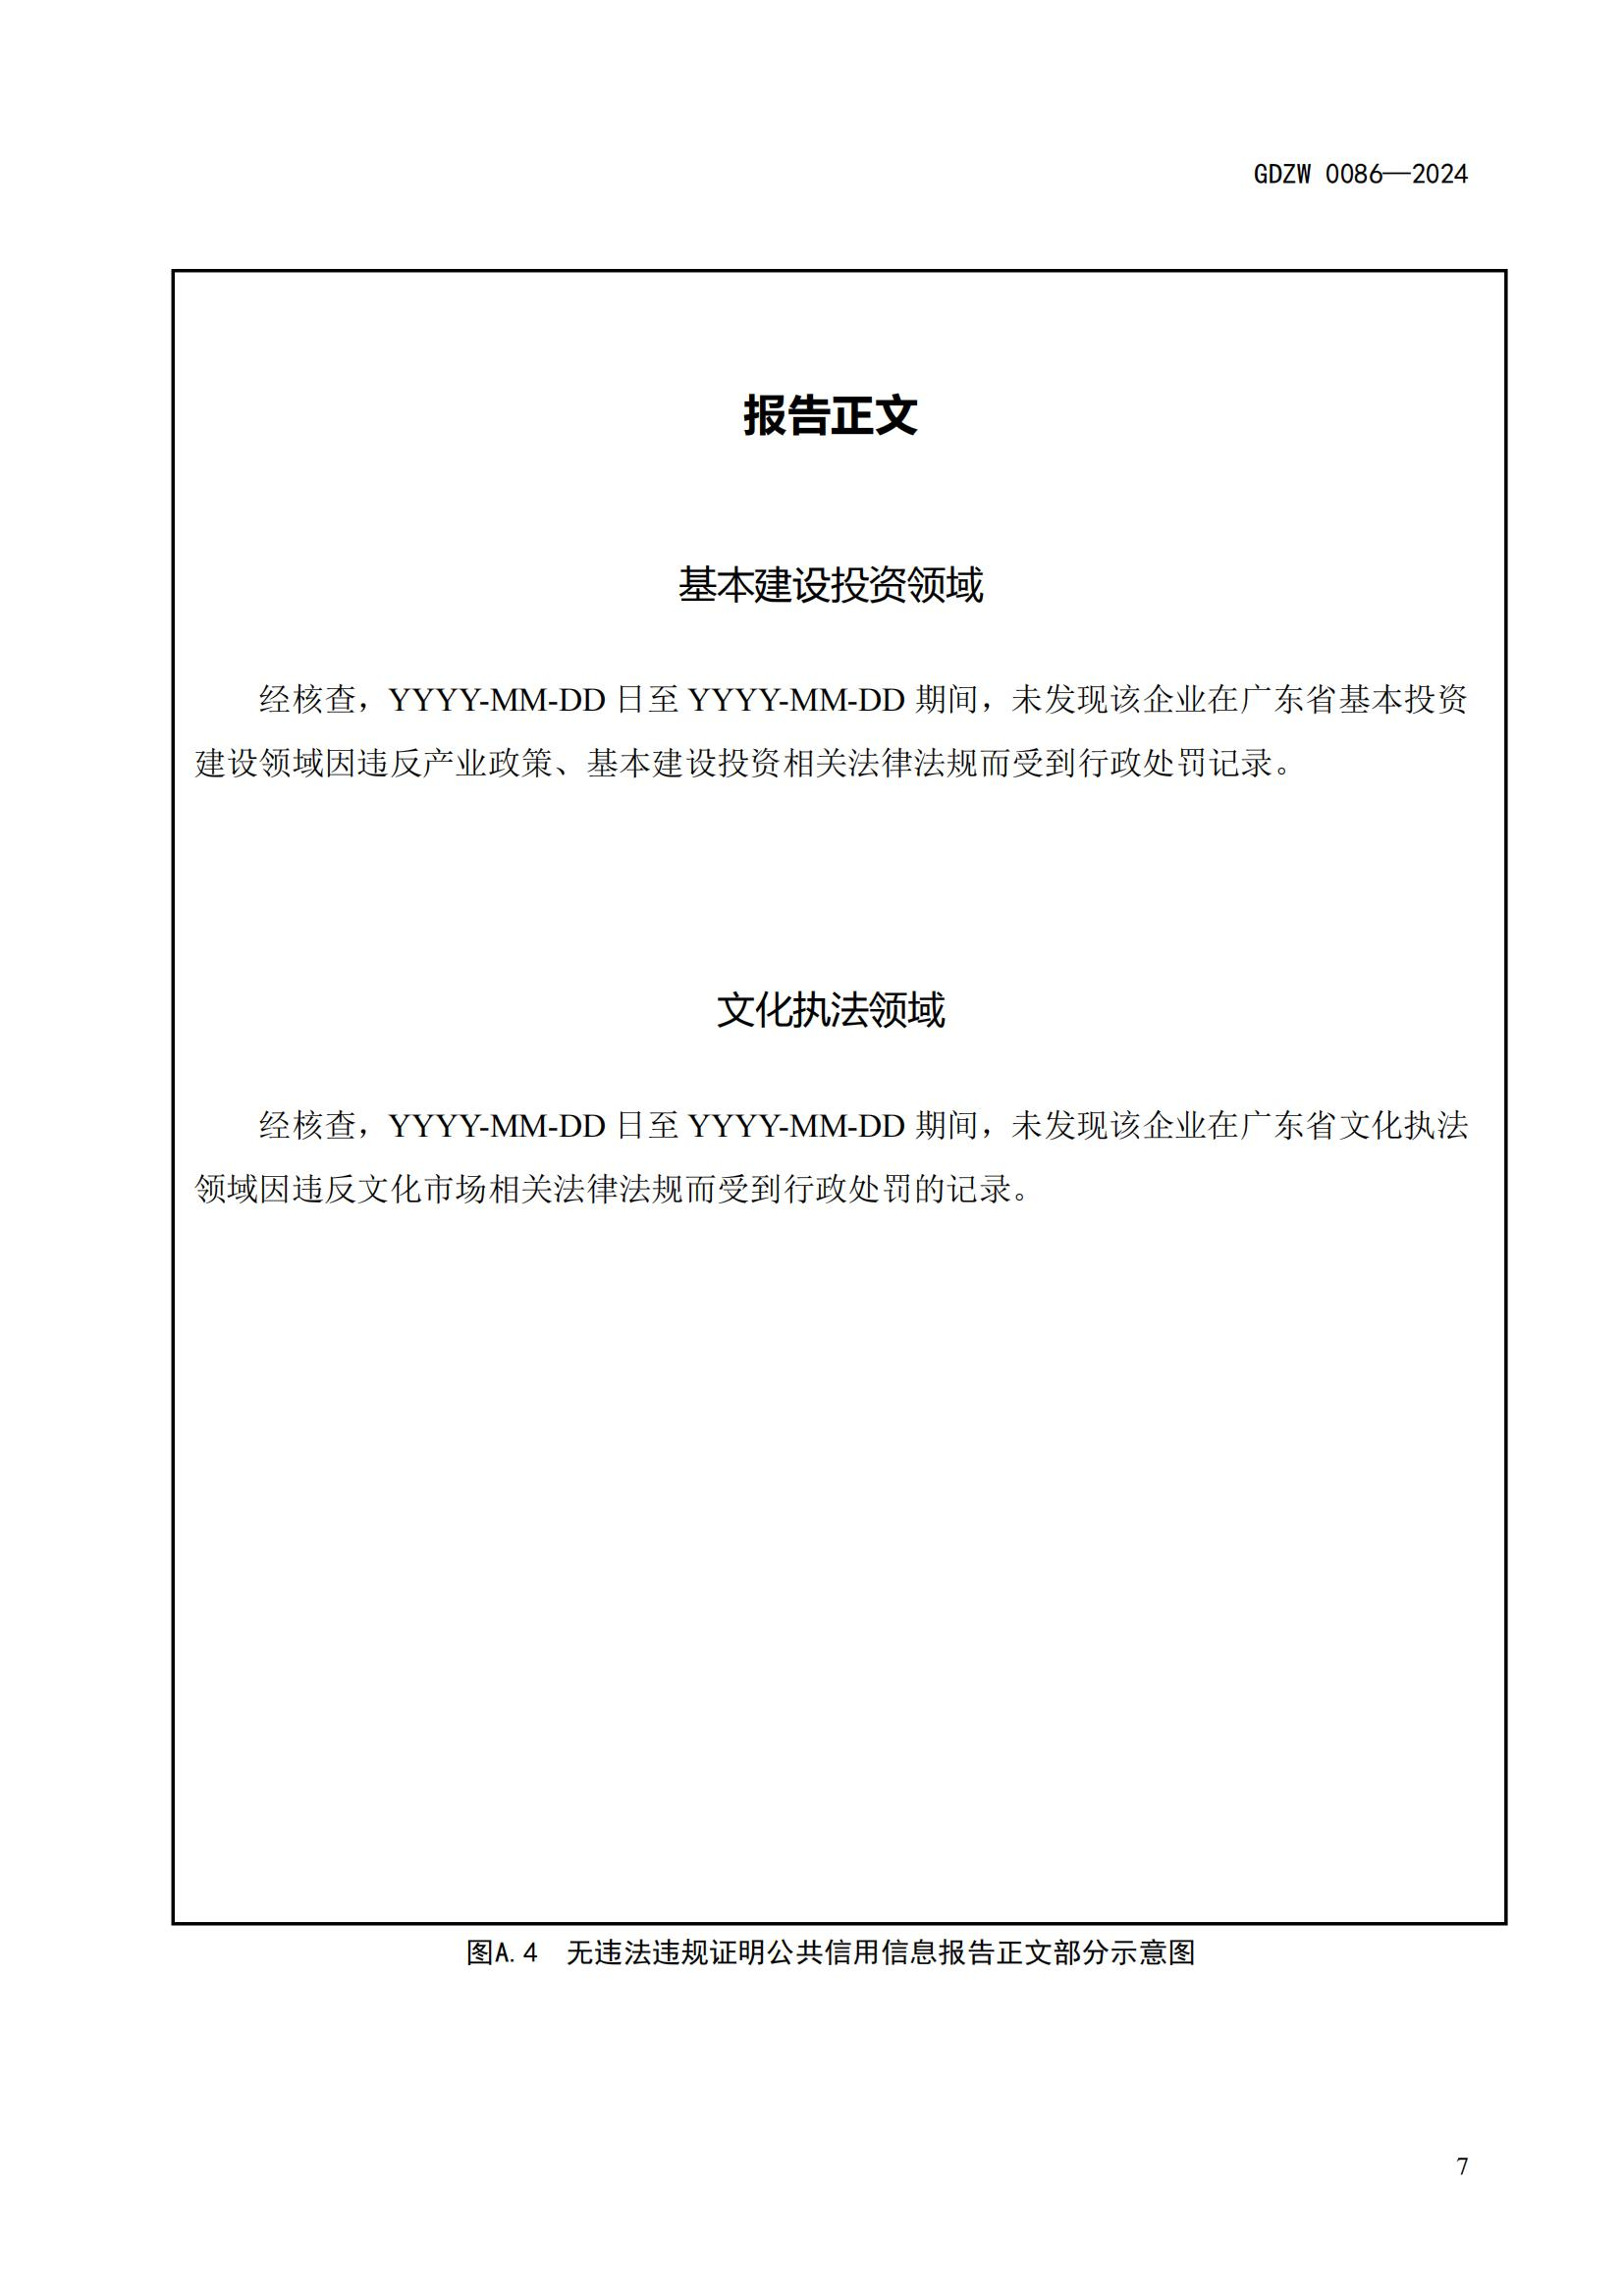 GDZW 0086—2024
报告正文
基本建设投资领域
经核查，YYYY-MM-DD 日至 YYYY-MM-DD 期间，未发现该企业在广东省基本投资
建设领域因违反产业政策、基本建设投资相关法律法规而受到行政处罚记录。
文化执法领域
经核查，YYYY-MM-DD 日至 YYYY-MM-DD 期间，未发现该企业在广东省文化执法
领域因违反文化市场相关法律法规而受到行政处罚的记录。
图A.4 无违法违规证明公共信用信息报告正文部分示意图
7